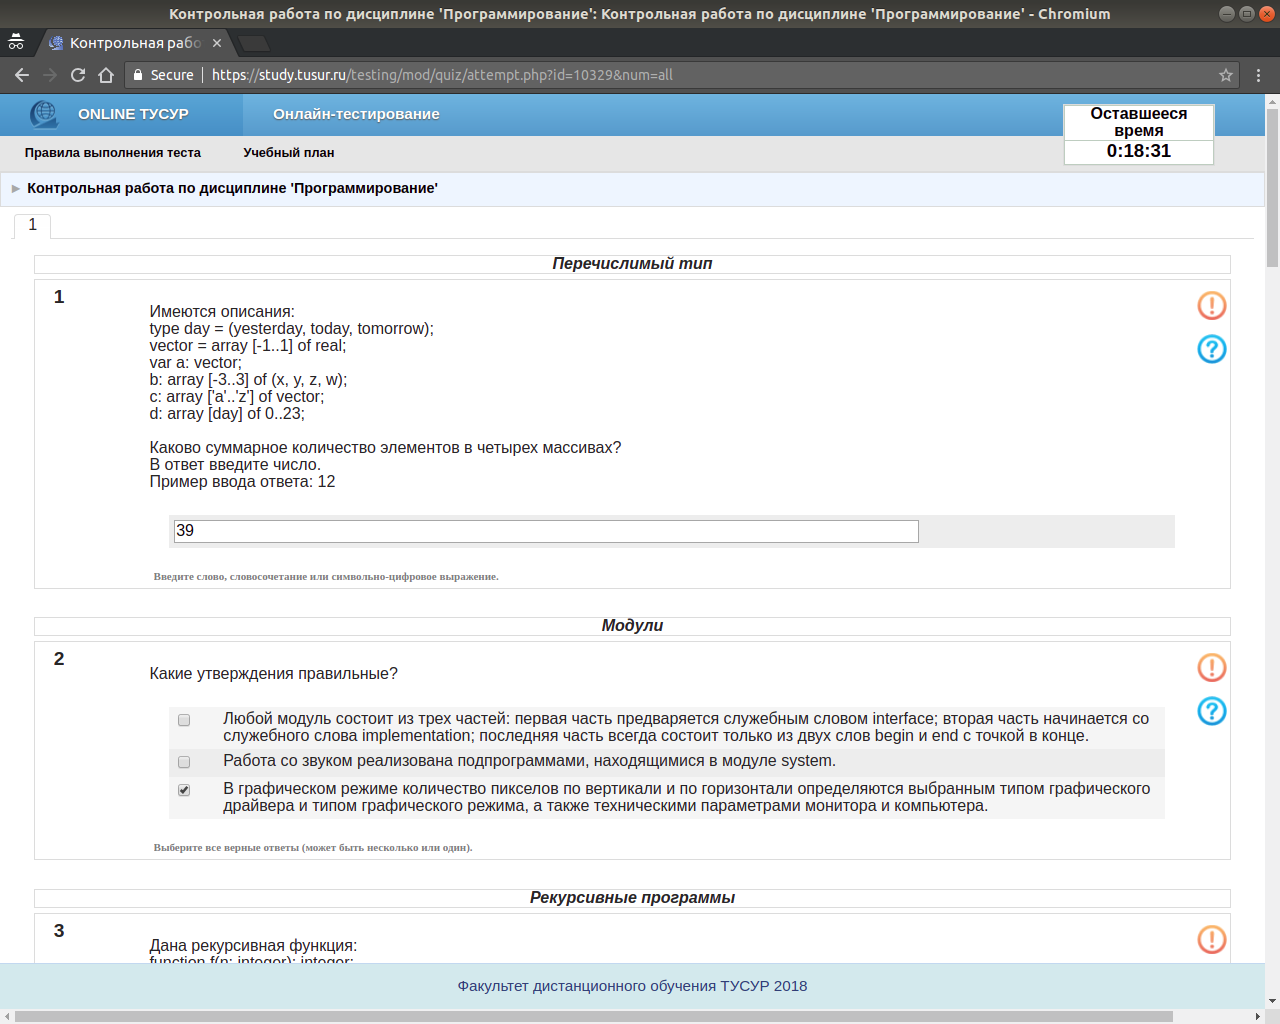 Контрольная работа по дисциплине 'Программирование': Контрольная работа по дисциплине 'Программирование' - Chromium
Контрольная рабо
Secure https://study.tusur.ru/testing/mod/quiz/attempt.php?id=10329&num=all
ONLINE ТУСУР
Онлайн-тестирование
Оставшееся
время
0:18:31
Правила выполнения теста
Учебный план
Контрольная работа по дисциплине 'Программирование'
1
Перечислимый тип
1
Имеются описания:
type day = (yesterday, today, tomorrow);
vector = array [-1..1] of real;
var a: vector;
b: array [-3..3] of (x, y, z, w);
c: array ['a'..'z'] of vector;
d: array [day] of 0..23;
Каково суммарное количество элементов в четырех массивах?
В ответ введите число.
Пример ввода ответа: 12
39
Введите слово, словосочетание или символьно-цифровое выражение.
Модули
2
Какие утверждения правильные?
Любой модуль состоит из трех частей: первая часть предваряется служебным словом interface; вторая часть начинается со
служебного слова implementation; последняя часть всегда состоит только из двух слов begin и end с точкой в конце.
Работа со звуком реализована подпрограммами, находящимися в модуле system.
В графическом режиме количество пикселов по вертикали и по горизонтали определяются выбранным типом графического
драйвера и типом графического режима, а также техническими параметрами монитора и компьютера.
Выберите все верные ответы (может быть несколько или один).
Рекурсивные программы
3
Дана рекурсивная функция:
function f(n: integer): integer;
Факультет дистанционного обучения ТУСУР 2018